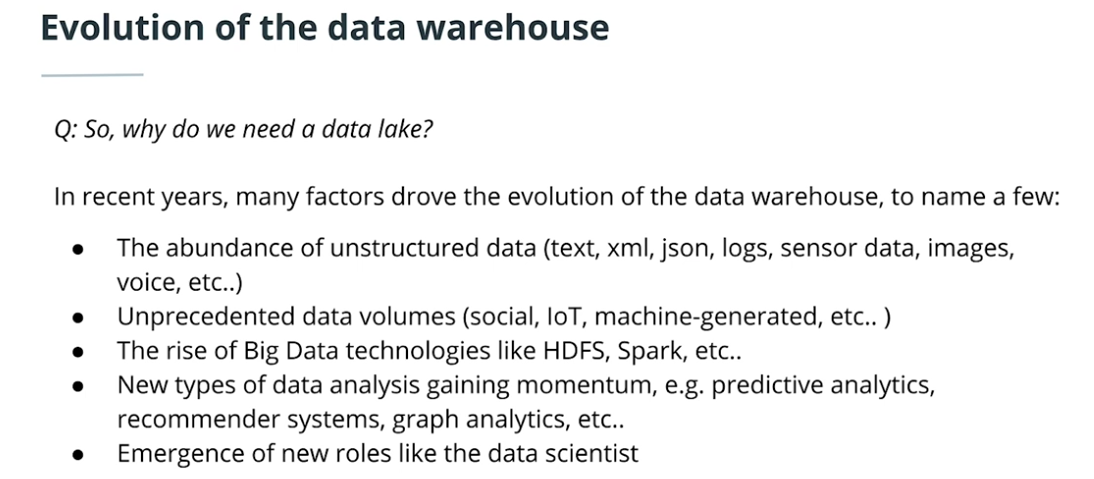 Evolution of the data warehouse
Q: So, why do we need a data lake?
In recent years, many factors drove the evolution of the data warehouse, to name a few:
● The abundance of unstructured data (text, xml, json, logs, sensor data, images,
voice, etc..)
● Unprecedented data volumes (social, IoT, machine-generated, etc.. )
● The rise of Big Data technologies like HDFS, Spark, etc..
● New types of data analysis gaining momentum, e.g. predictive analytics,
recommender systems, graph analytics, etc..
● Emergence of new roles like the data scientist